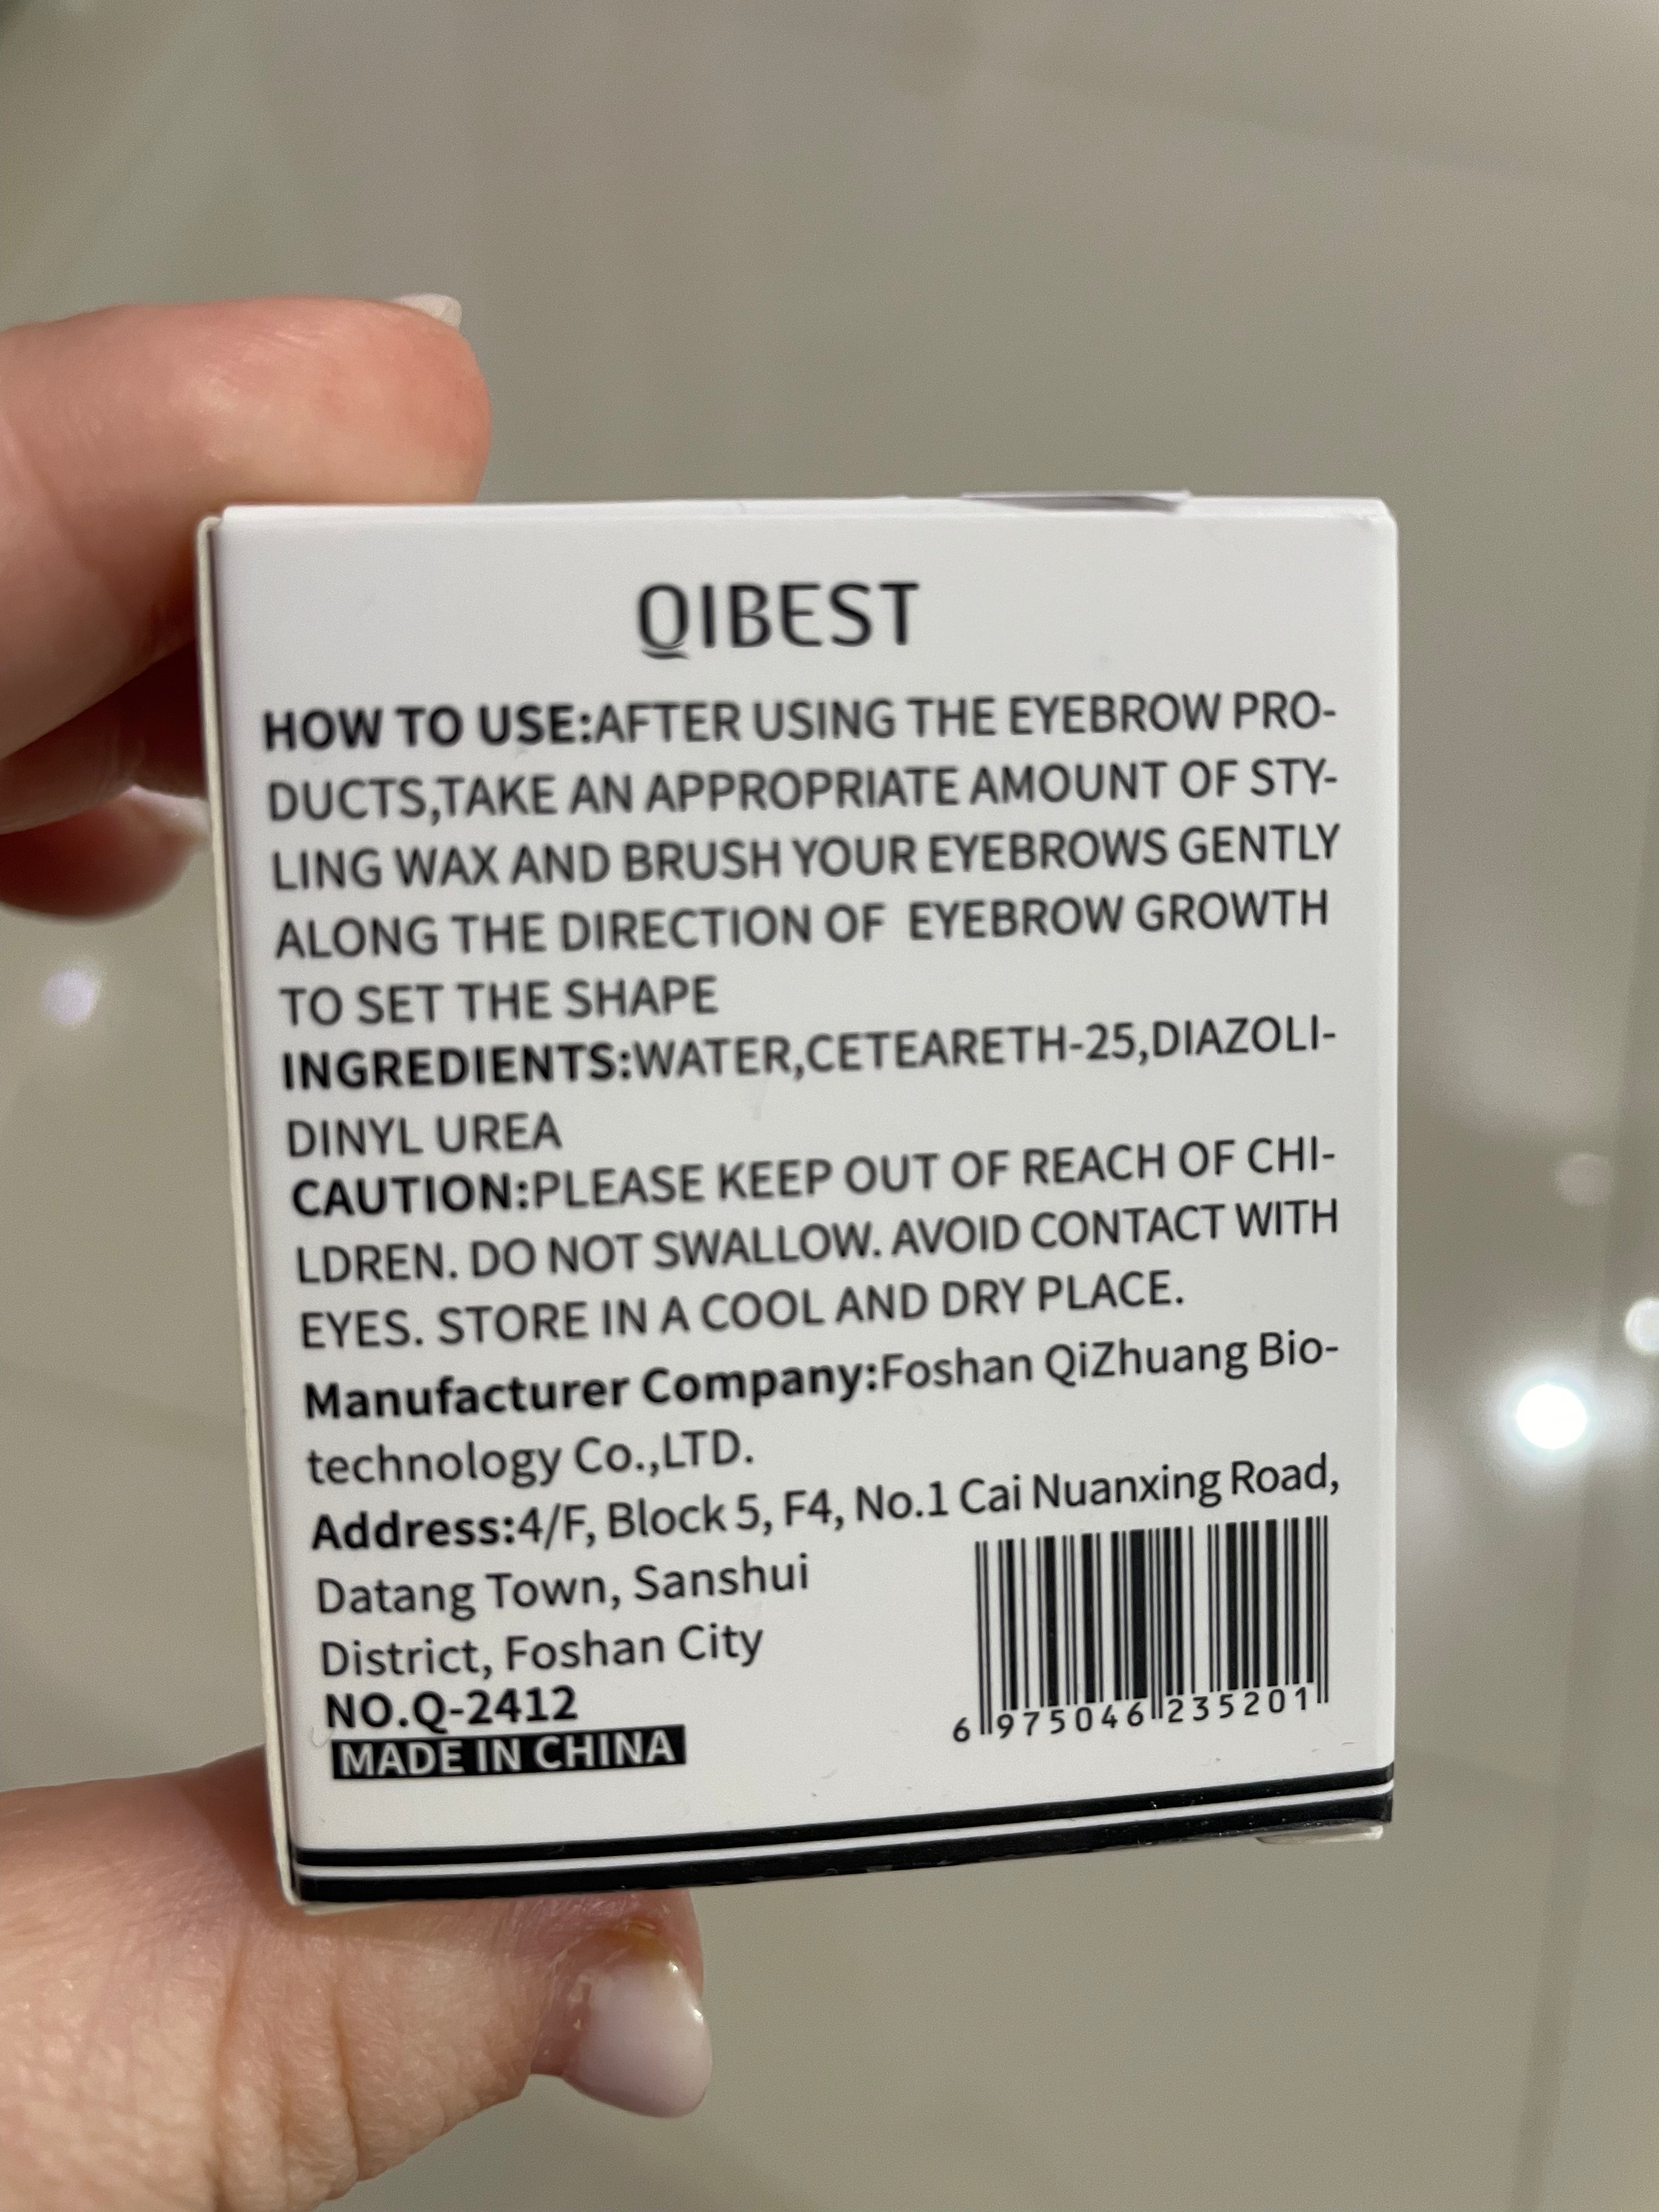 QIBEST
HOW TO USE:AFTER USING THE EYEBROW PRO-
DUCTS,TAKE AN APPROPRIATE AMOUNT OF STY-
LING WAX AND BRUSH YOUR EYEBROWS GENTLY
ALONG THE DIRECTION OF EYEBROW GROWTH
TO SET THE SHAPE
INGREDIENTS:WATER,CETEARETH-25,DIAZOLI-
DINYL UREA
CAUTION:PLEASE KEEP OUT OF REACH OF CHI-
LDREN. DO NOT SWALLOW. AVOID CONTACT WITH
EYES. STORE IN A COOL AND DRY PLACE.
Manufacturer Company:Foshan QiZhuang Bio-
technology Co.,LTD.
Address:4/F, Block 5, F4, No.1 Cai Nuanxing Road,
Datang Town, Sanshui
District, Foshan City
NO.Q-2412
MADE IN CHINA
6 975046 235201